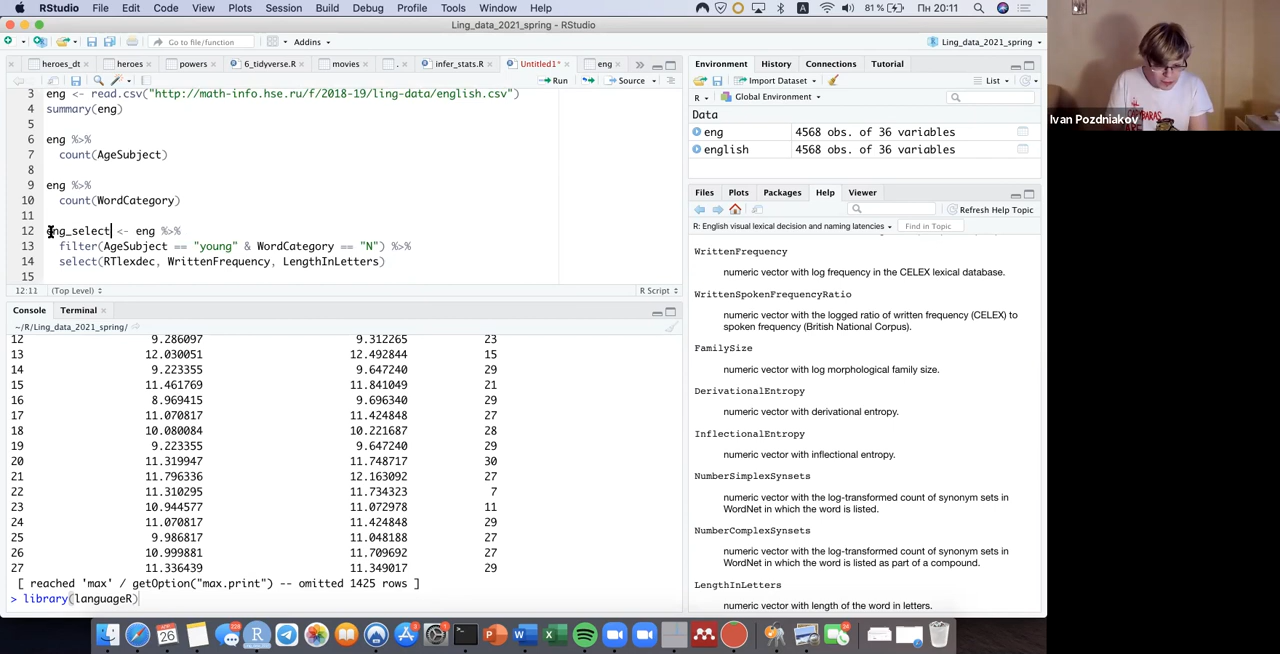 RStudio File Edit Code View Plots Session Build Debug Profile Tools Window Help 81 % Пн 20:11
Ling_data_2021_spring - RStudio
Go to file/function Addins Ling_data_2021_spring
heroes_dt heroes powers 6_tidyverse.R movies . infer_stats.R Untitled1* eng
Run Source
3 eng <- read.csv("http://math-info.hse.ru/f/2018-19/ling-data/english.csv")
4 summary(eng)
5
6 eng %>%
7 count(AgeSubject)
8
9 eng %>%
10 count(WordCategory)
11
12 eng_select <- eng %>%
13 filter(AgeSubject == "young" & WordCategory == "N") %>%
14 select(RTlexdec, WrittenFrequency, LengthInLetters)
15
12:11 (Top Level) R Script
Console Terminal
~/R/Ling_data_2021_spring/
12 9.286097 9.312265 23
13 12.030051 12.492844 15
14 9.223355 9.647240 29
15 11.461769 11.841049 21
16 8.969415 9.696340 29
17 11.070817 11.424848 27
18 10.080084 10.221687 28
19 9.223355 9.647240 29
20 11.319947 11.748717 30
21 11.796336 12.163092 27
22 11.310295 11.734323 7
23 10.944577 11.072978 11
24 11.070817 11.424848 29
25 9.986817 11.048188 27
26 10.999881 11.709692 27
27 11.336439 11.349017 29
[ reached 'max' / getOption("max.print") -- omitted 1425 rows ]
> library(languageR)
Environment History Connections Tutorial
Import Dataset List
R Global Environment
Data
eng 4568 obs. of 36 variables
english 4568 obs. of 36 variables
Files Plots Packages Help Viewer
Refresh Help Topic
R: English visual lexical decision and naming latencies Find in Topic
WrittenFrequency
numeric vector with log frequency in the CELEX lexical database.
WrittenSpokenFrequencyRatio
numeric vector with the logged ratio of written frequency (CELEX) to
spoken frequency (British National Corpus).
FamilySize
numeric vector with log morphological family size.
DerivationalEntropy
numeric vector with derivational entropy.
InflectionalEntropy
numeric vector with inflectional entropy.
NumberSimplexSynsets
numeric vector with the log-transformed count of synonym sets in
WordNet in which the word is listed.
NumberComplexSynsets
numeric vector with the log-transformed count of synonym sets in
WordNet in which the word is listed as part of a compound.
LengthInLetters
numeric vector with length of the word in letters.
Ivan Pozdniakov